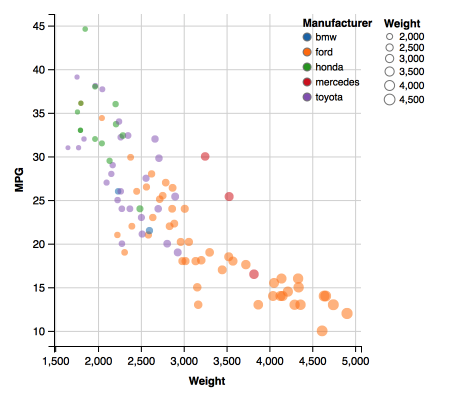 Manufacturer
bmw
ford
honda
mercedes
toyota
Weight
2,000
2,500
3,000
3,500
4,000
4,500
MPG
45
40
35
30
25
20
15
10
1,500
2,000
2,500
3,000
3,500
4,000
4,500
5,000
Weight